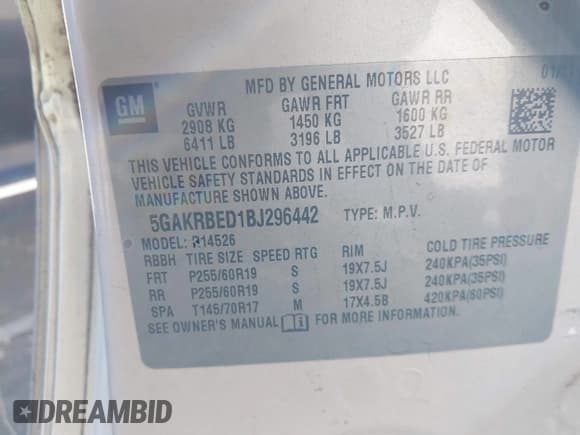 GM
MFD BY GENERAL MOTORS LLC
GVWR GAWR FRT GAWR RR
2908 KG 1450 KG 1600 KG
6411 LB 3196 LB 3527 LB
THIS VEHICLE CONFORMS TO ALL APPLICABLE U.S. FEDERAL MOTOR
VEHICLE SAFETY STANDARDS IN EFFECT ON THE DATE OF
MANUFACTURE SHOWN ABOVE.
5GAKRBED1BJ296442 TYPE: M.P.V.
MODEL: R14526
RBBH TIRE SIZE SPEED RTG RIM COLD TIRE PRESSURE
FRT P255/60R19 S 19X7.5J 240KPA(35PSI)
RR P255/60R19 S 19X7.5J 240KPA(35PSI)
SPA T145/70R17 M 17X4.5B 420KPA(60PSI)
SEE OWNER'S MANUAL FOR MORE INFORMATION.
DREAMBID